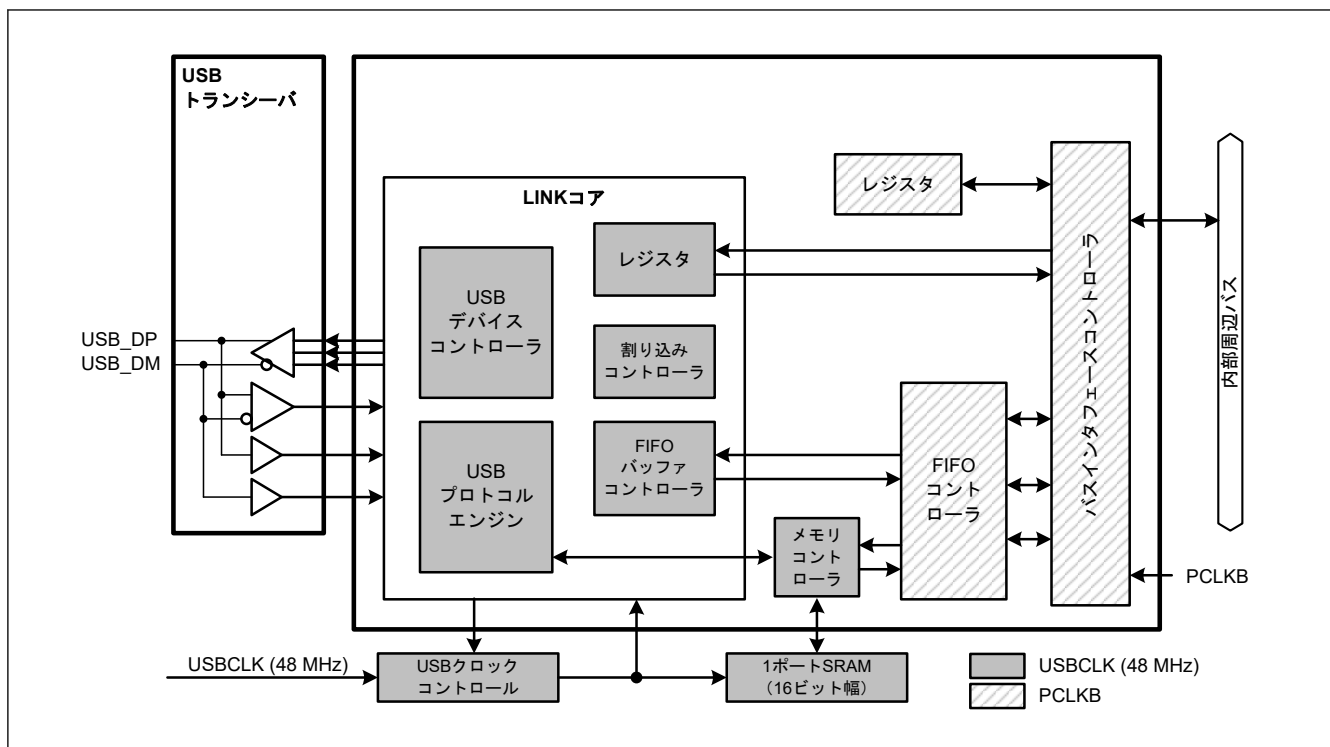 USB
トランシーバ
USB_DP
USB_DM
LINKコア
USB
デバイス
コントローラ
USB
プロトコル
エンジン
レジスタ
割り込み
コントローラ
FIFO
バッファ
コントローラ
メモリ
コント
ローラ
レジスタ
FIFO
コント
ローラ
バスインタフェースコントローラ
内部周辺バス
PCLKB
USBCLK (48 MHz)
USBクロック
コントロール
1ポートSRAM
（16ビット幅）
USBCLK (48 MHz)
PCLKB